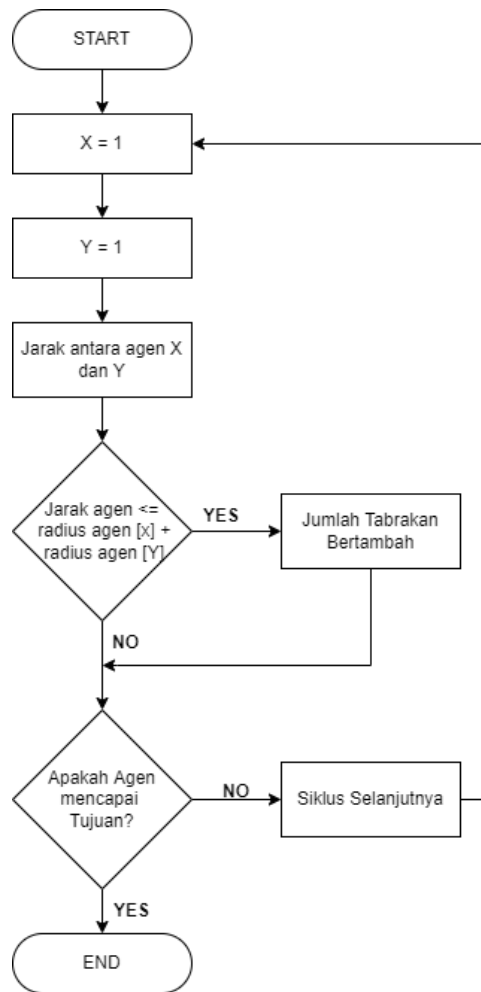 START
X = 1
Y = 1
Jarak antara agen X
dan Y
Jarak agen <=
radius agen [x] +
radius agen [Y]
YES
Jumlah Tabrakan
Bertambah
NO
Apakah Agen
mencapai
Tujuan?
NO
Siklus Selanjutnya
YES
END